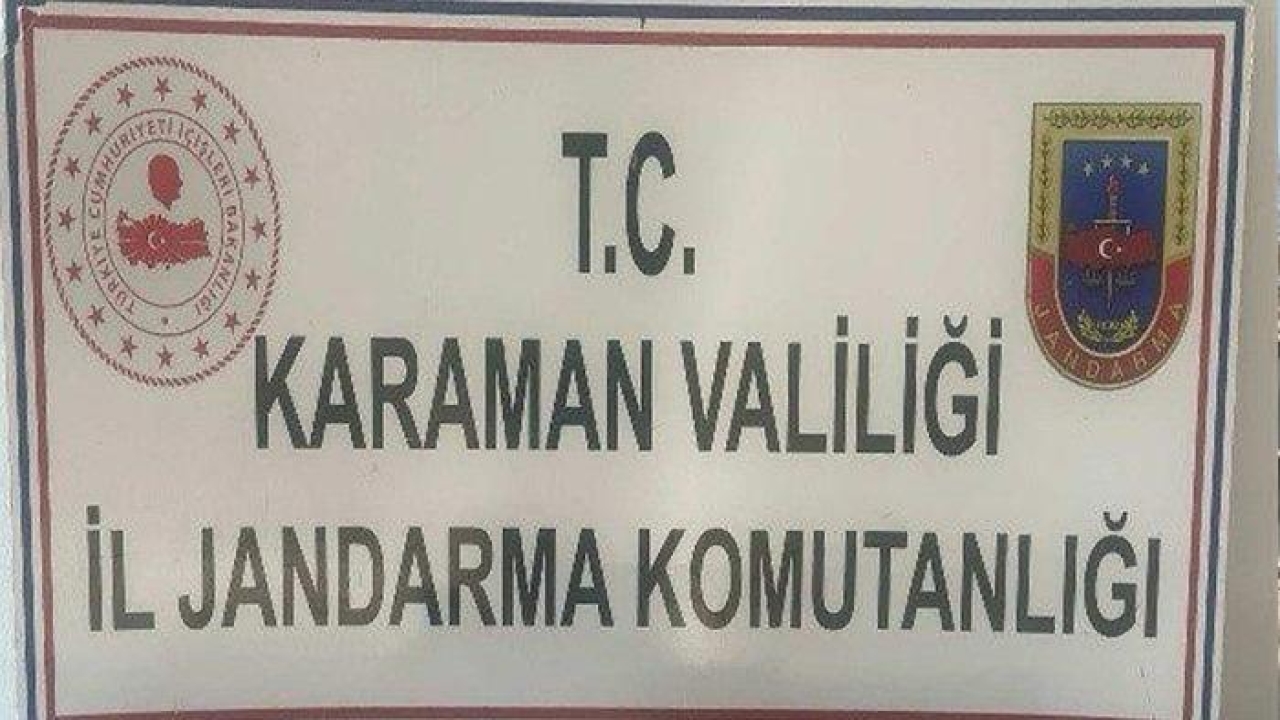 TÜRKİYE CUMHURİYETİ İÇİŞLERİ BAKANLIĞI
T.C.
KARAMAN VALİLİĞİ
İL JANDARMA KOMUTANLIĞI
JANDARMA